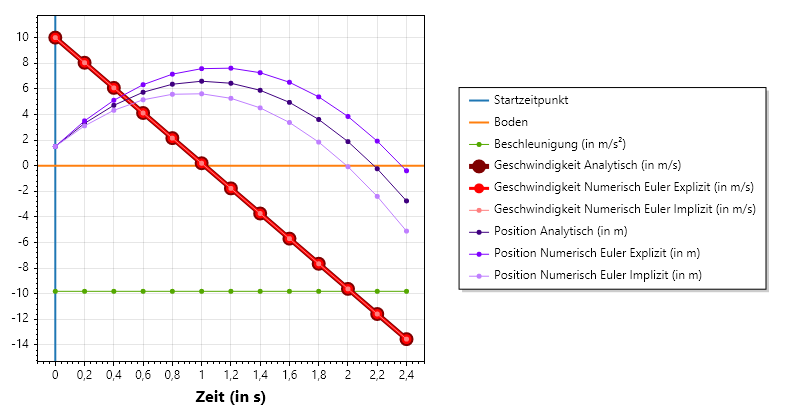 10
8
6
4
2
0
-2
-4
-6
-8
-10
-12
-14
0 0,2 0,4 0,6 0,8 1 1,2 1,4 1,6 1,8 2 2,2 2,4
Zeit (in s)
Startzeitpunkt
Boden
Beschleunigung (in m/s²)
Geschwindigkeit Analytisch (in m/s)
Geschwindigkeit Numerisch Euler Explizit (in m/s)
Geschwindigkeit Numerisch Euler Implizit (in m/s)
Position Analytisch (in m)
Position Numerisch Euler Explizit (in m)
Position Numerisch Euler Implizit (in m)